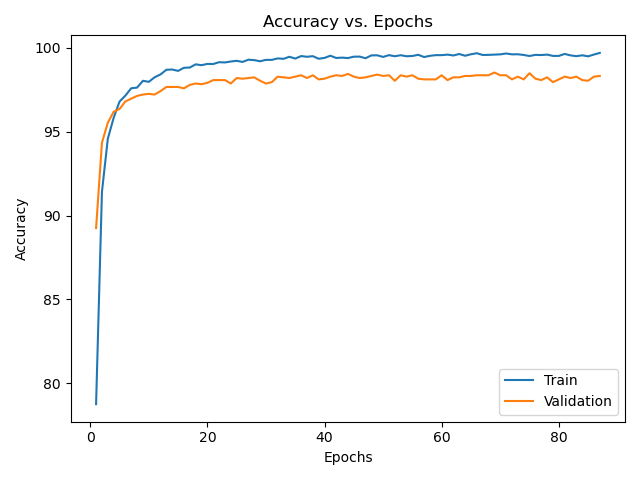 Accuracy vs. Epochs
Accuracy
100
95
90
85
80
0 20 40 60 80
Epochs
Train
Validation